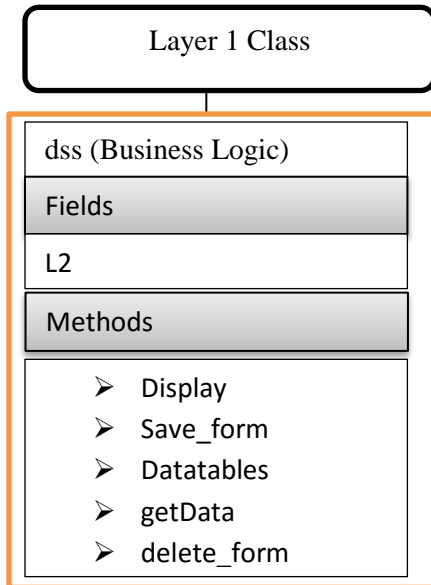 Layer 1 Class
dss (Business Logic)
Fields
L2
Methods
➢ Display
➢ Save_form
➢ Datatables
➢ getData
➢ delete_form